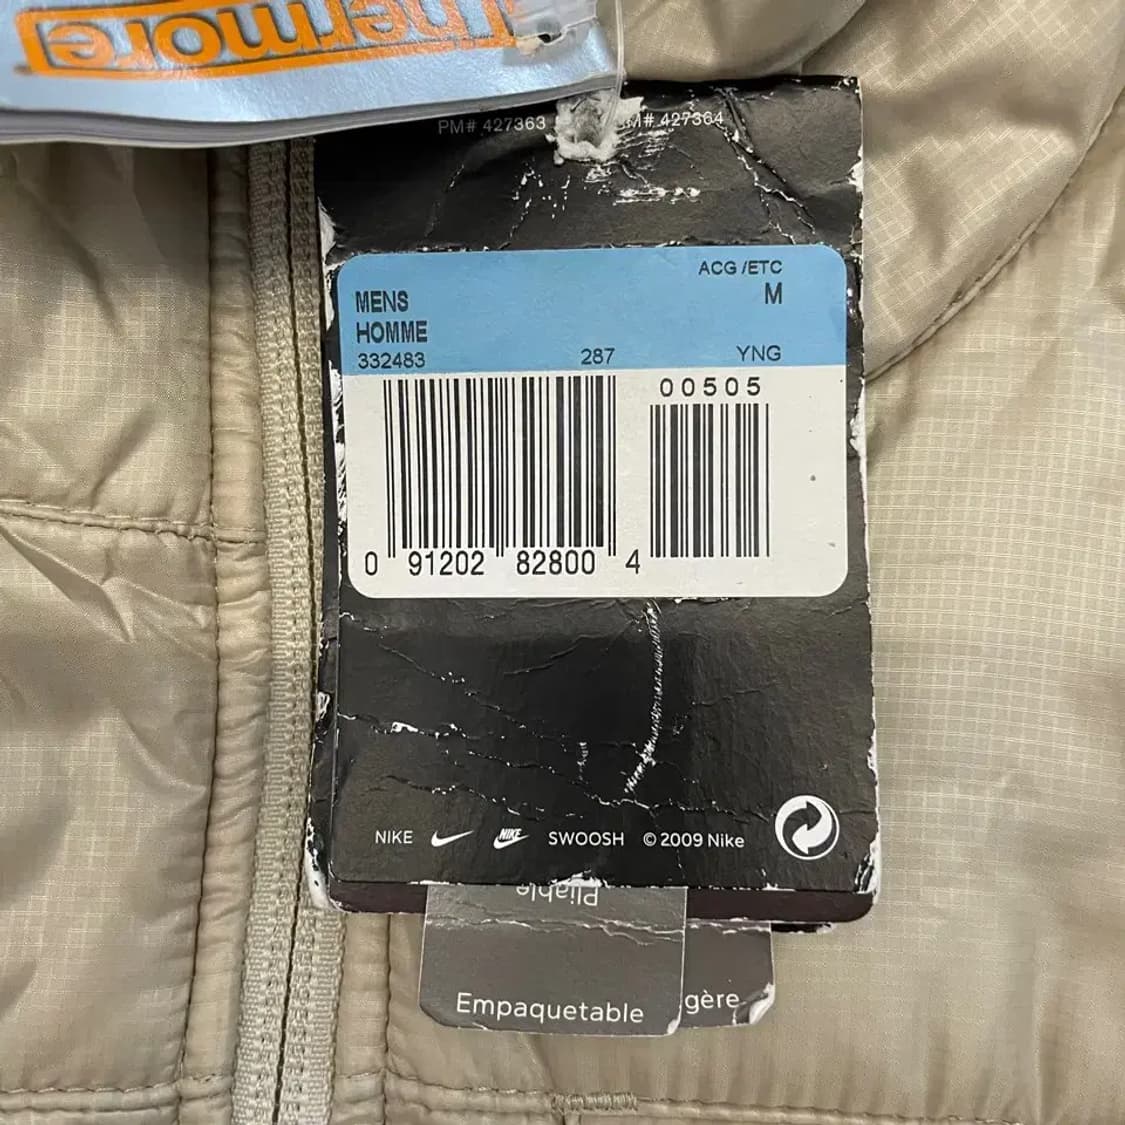 Thermore
PM# 427363 M# 427364
ACG /ETC
MENS M
HOMME
332483 287 YNG
00505
0 91202 82800 4
NIKE NIKE SWOOSH © 2009 Nike
Pliable
Empaquetable gère